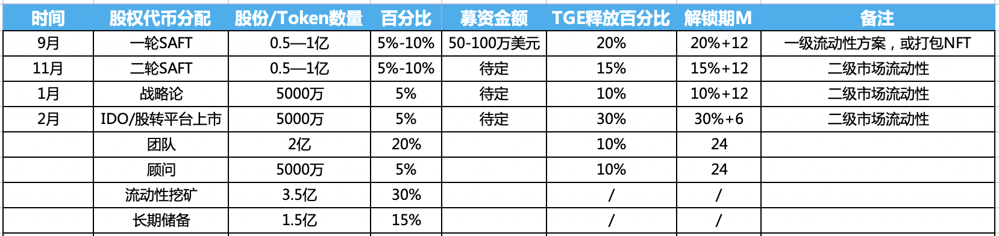 时间 股权代币分配 股份/Token数量 百分比 募资金额 TGE释放百分比 解锁期M 备注
9月 一轮SAFT 0.5—1亿 5%-10% 50-100万美元 20% 20%+12 一级流动性方案，或打包NFT
11月 二轮SAFT 0.5—1亿 5%-10% 待定 15% 15%+12 二级市场流动性
1月 战略论 5000万 5% 待定 10% 10%+12 二级市场流动性
2月 IDO/股转平台上市 5000万 5% 待定 30% 30%+6 二级市场流动性
团队 2亿 20% 10% 24
顾问 5000万 5% 10% 24
流动性挖矿 3.5亿 30% / /
长期储备 1.5亿 15% / /